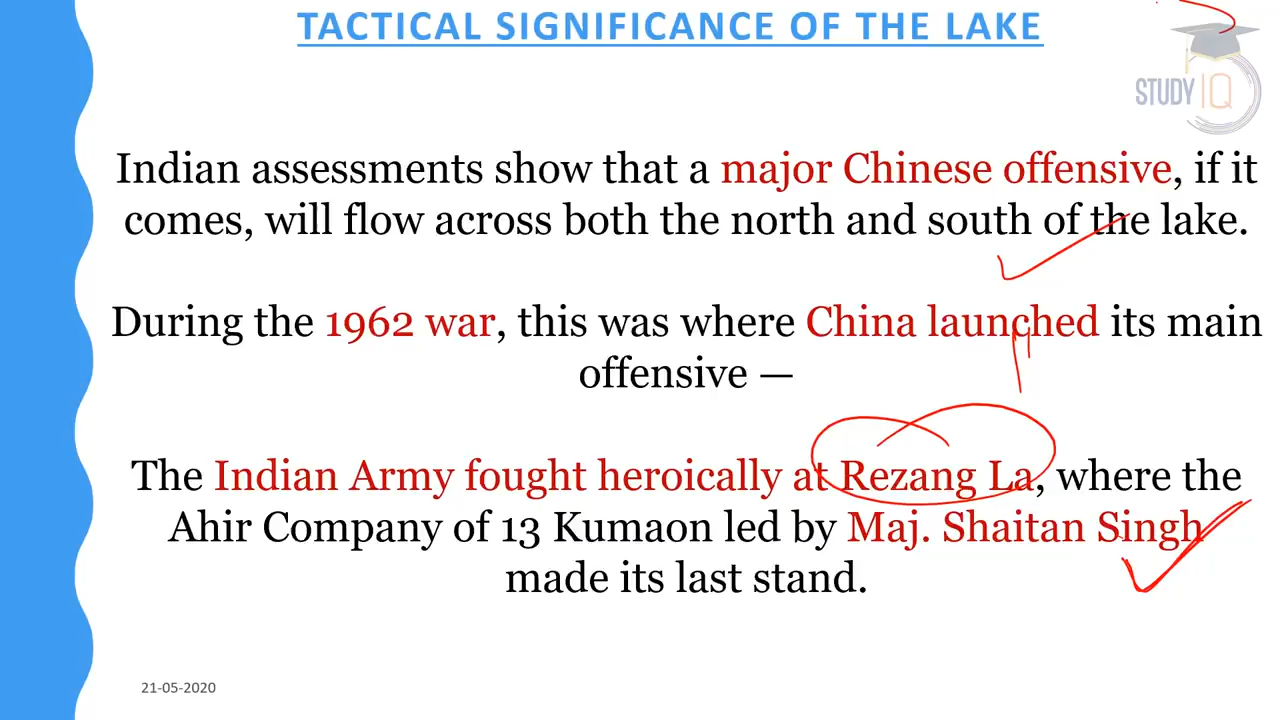 TACTICAL SIGNIFICANCE OF THE LAKE
STUDY IQ
Indian assessments show that a major Chinese offensive, if it
comes, will flow across both the north and south of the lake.
During the 1962 war, this was where China launched its main
offensive —
The Indian Army fought heroically at Rezang La, where the
Ahir Company of 13 Kumaon led by Maj. Shaitan Singh
made its last stand.
21-05-2020